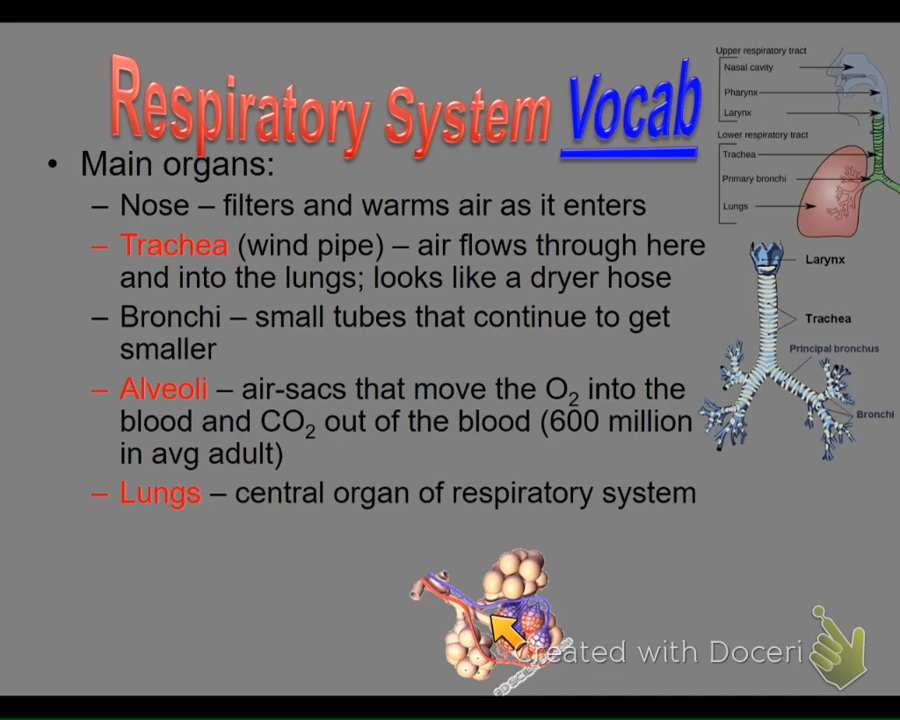 Respiratory System Vocab
• Main organs:
– Nose – filters and warms air as it enters
– Trachea (wind pipe) – air flows through here
and into the lungs; looks like a dryer hose
– Bronchi – small tubes that continue to get
smaller
– Alveoli – air-sacs that move the O₂ into the
blood and CO₂ out of the blood (600 million
in avg adult)
– Lungs – central organ of respiratory system
Upper respiratory tract
Nasal cavity
Pharynx
Larynx
Lower respiratory tract
Trachea
Primary bronchi
Lungs
Larynx
Trachea
Principal bronchus
Bronchi
Created with Doceri